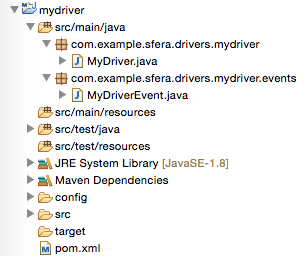 mydriver
src/main/java
com.example.sfera.drivers.mydriver
MyDriver.java
com.example.sfera.drivers.mydriver.events
MyDriverEvent.java
src/main/resources
src/test/java
src/test/resources
JRE System Library [JavaSE-1.8]
Maven Dependencies
config
src
target
pom.xml